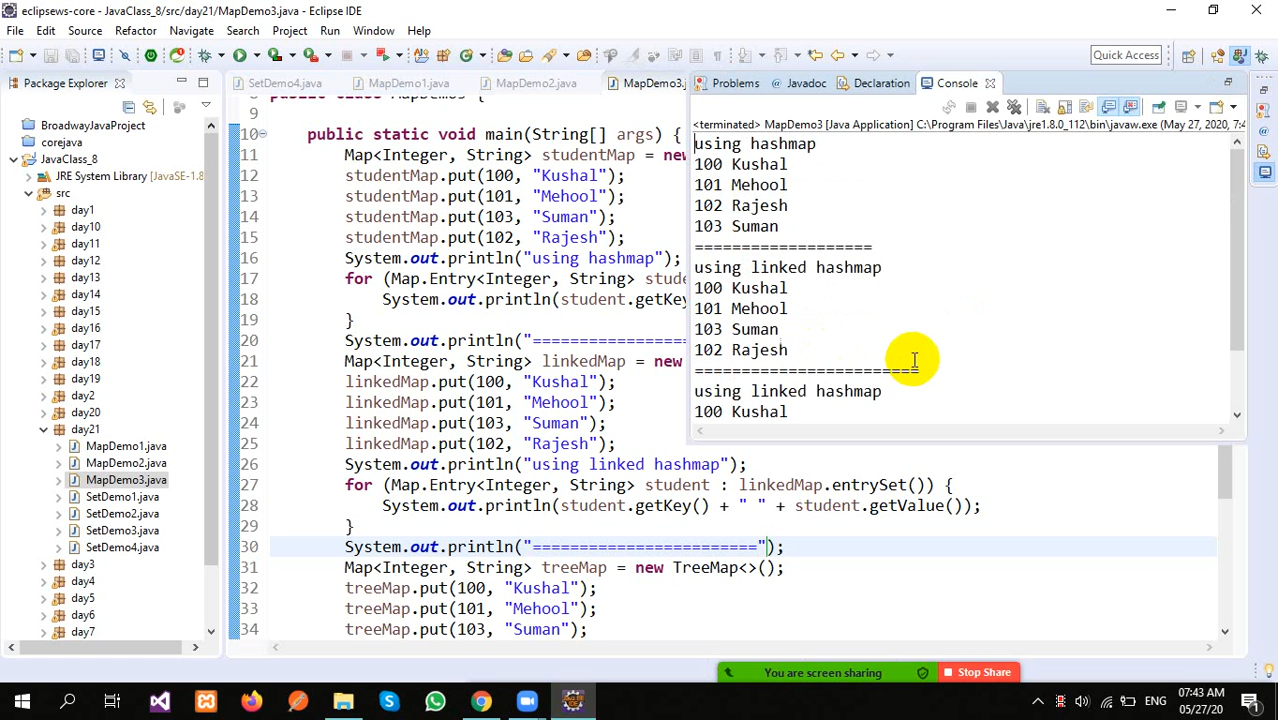 eclipsews-core - JavaClass_8/src/day21/MapDemo3.java - Eclipse IDE
File Edit Source Refactor Navigate Search Project Run Window Help
Quick Access
Package Explorer
BroadwayJavaProject
corejava
JavaClass_8
JRE System Library [JavaSE-1.8
src
day1
day10
day11
day12
day13
day14
day15
day16
day17
day18
day19
day2
day20
day21
MapDemo1.java
MapDemo2.java
MapDemo3.java
SetDemo1.java
SetDemo2.java
SetDemo3.java
SetDemo4.java
day3
day4
day5
day6
day7
SetDemo4.java MapDemo1.java MapDemo2.java MapDemo3.
9
10 public static void main(String[] args) {
11 Map<Integer, String> studentMap = new
12 studentMap.put(100, "Kushal");
13 studentMap.put(101, "Mehool");
14 studentMap.put(103, "Suman");
15 studentMap.put(102, "Rajesh");
16 System.out.println("using hashmap");
17 for (Map.Entry<Integer, String> stude
18 System.out.println(student.getKey
19 }
20 System.out.println("=================
21 Map<Integer, String> linkedMap = new
22 linkedMap.put(100, "Kushal");
23 linkedMap.put(101, "Mehool");
24 linkedMap.put(103, "Suman");
25 linkedMap.put(102, "Rajesh");
26 System.out.println("using linked hashmap");
27 for (Map.Entry<Integer, String> student : linkedMap.entrySet()) {
28 System.out.println(student.getKey() + " " + student.getValue());
29 }
30 System.out.println("========================");
31 Map<Integer, String> treeMap = new TreeMap<>();
32 treeMap.put(100, "Kushal");
33 treeMap.put(101, "Mehool");
34 treeMap.put(103, "Suman");
Problems @ Javadoc Declaration Console
<terminated> MapDemo3 [Java Application] C:\Program Files\Java\jre1.8.0_112\bin\javaw.exe (May 27, 2020, 7:4
using hashmap
100 Kushal
101 Mehool
102 Rajesh
103 Suman
===================
using linked hashmap
100 Kushal
101 Mehool
103 Suman
102 Rajesh
========================
using linked hashmap
100 Kushal
You are screen sharing Stop Share
ENG
07:43 AM
05/27/20
1